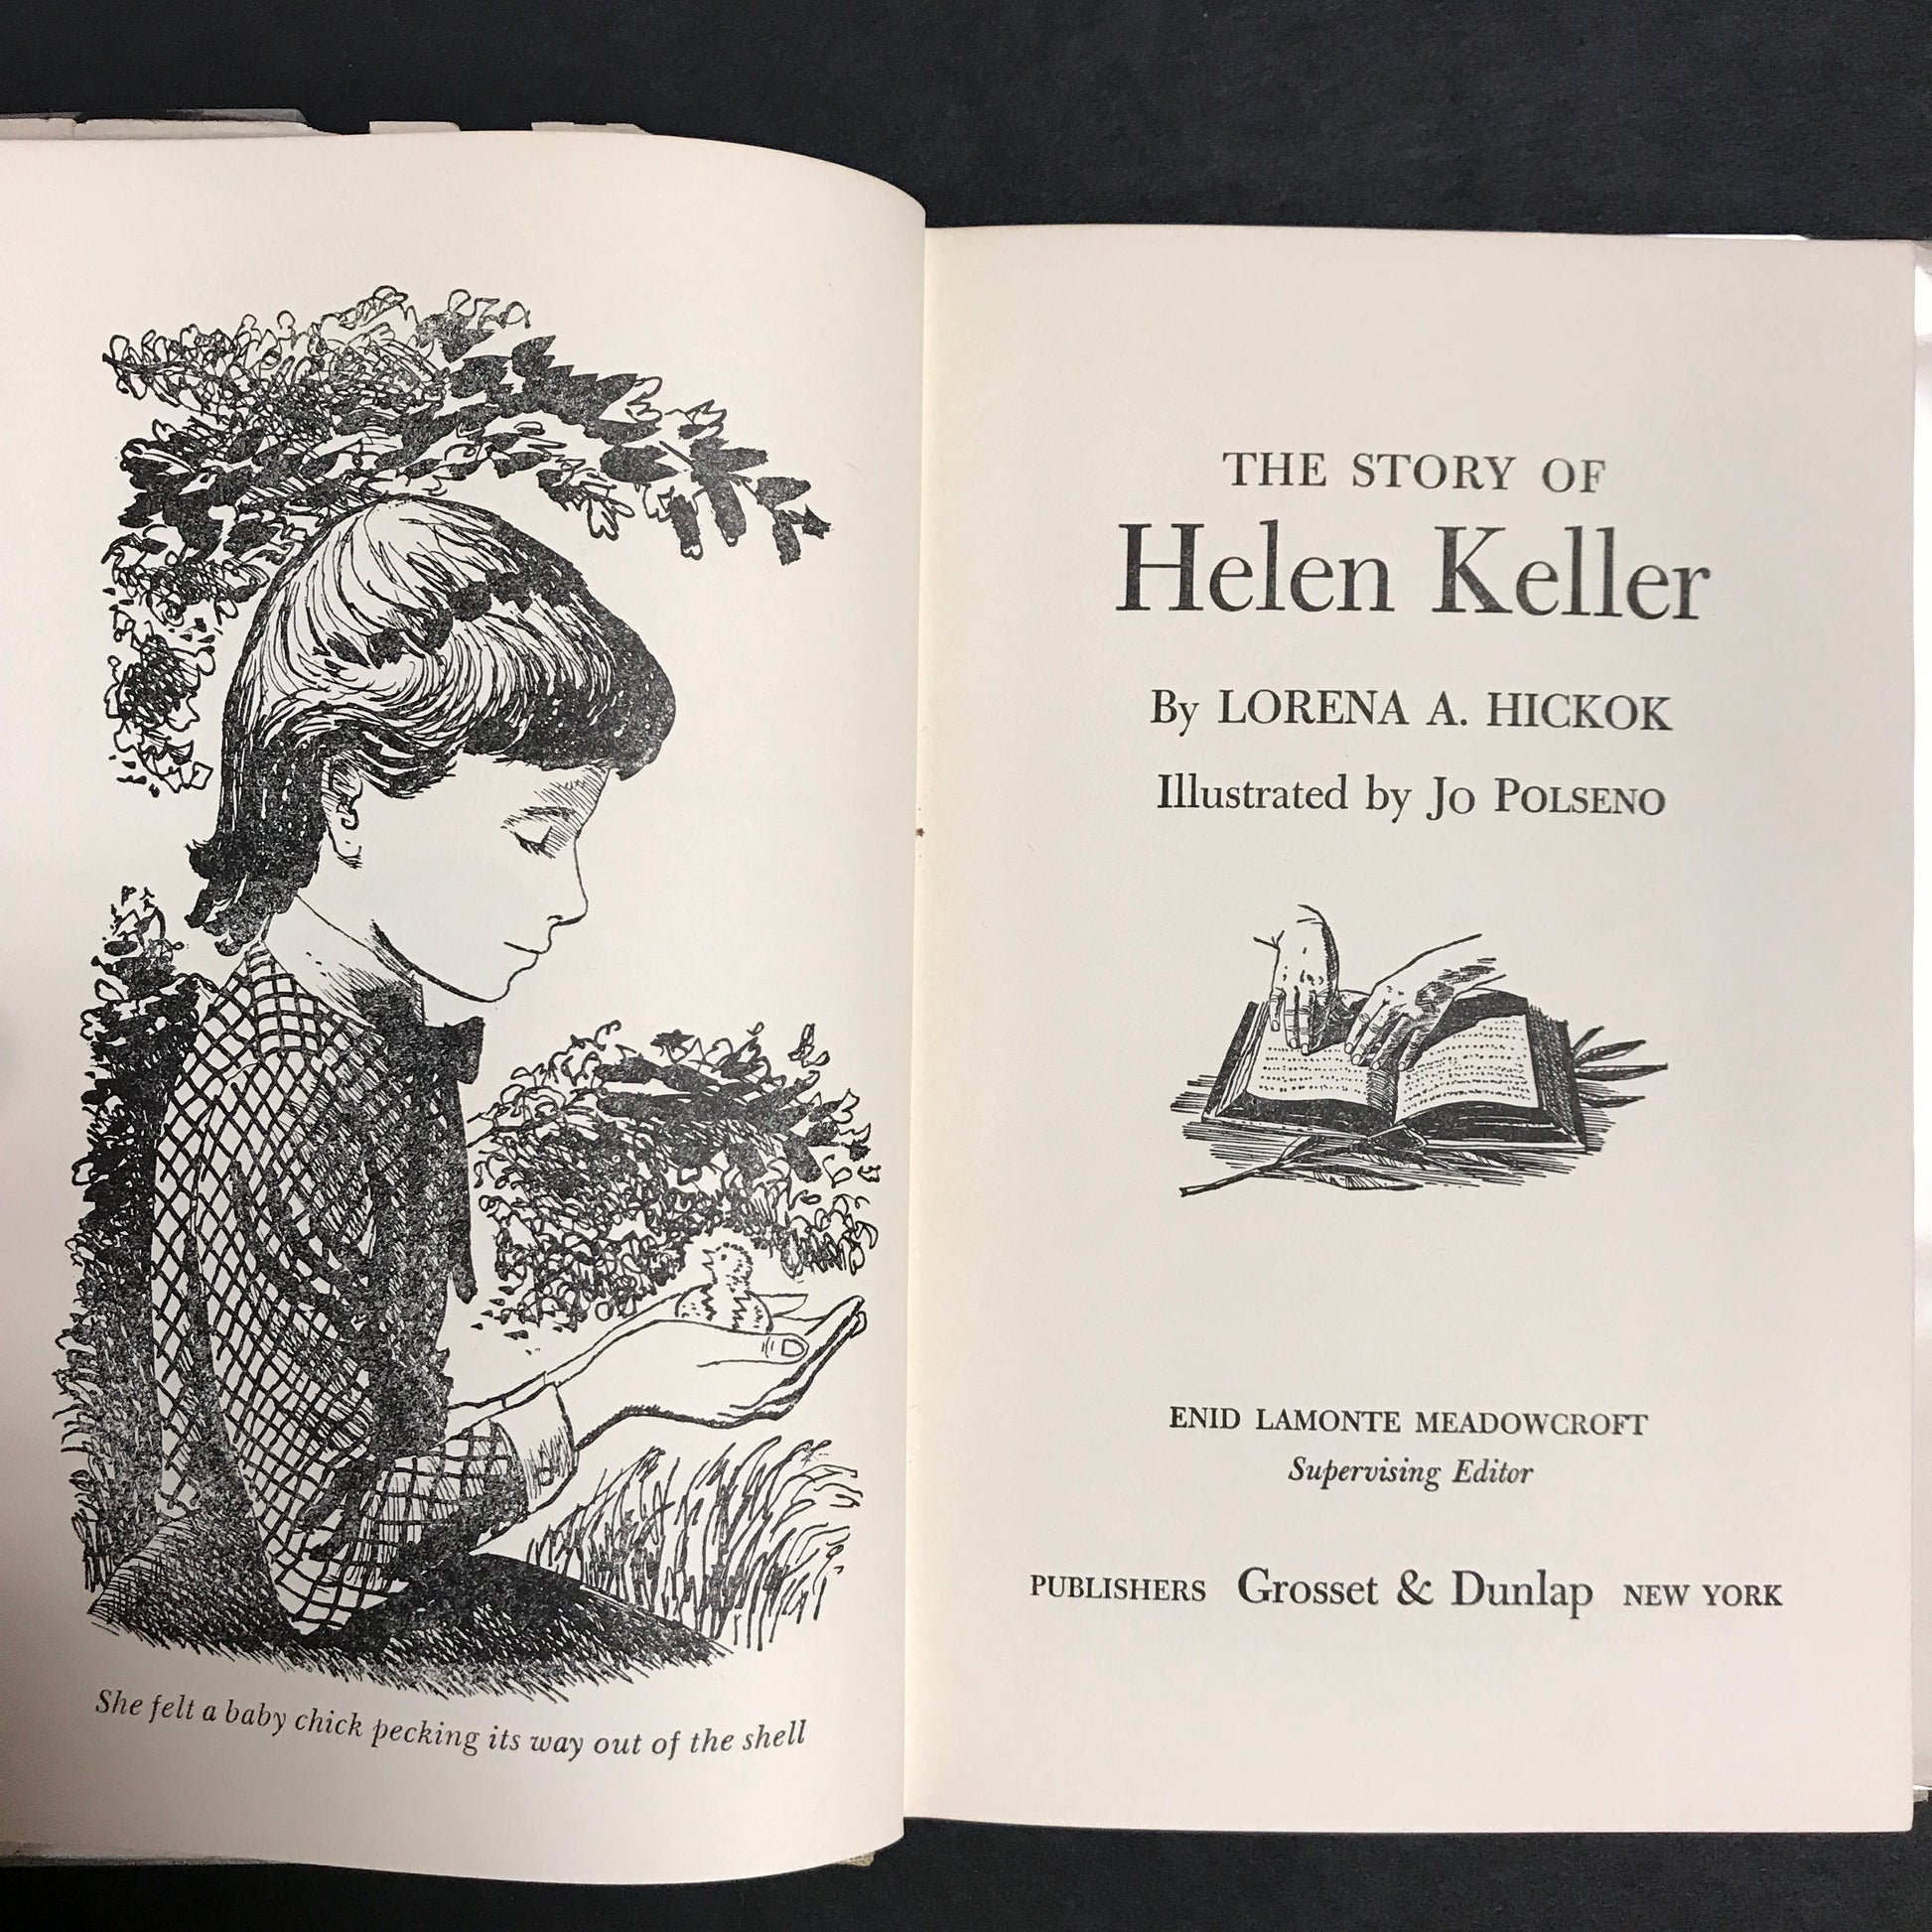 She felt a baby chick pecking its way out of the shell
THE STORY OF
Helen Keller
By LORENA A. HICKOK
Illustrated by JO POLSENO
ENID LAMONTE MEADOWCROFT
Supervising Editor
PUBLISHERS Grosset & Dunlap NEW YORK